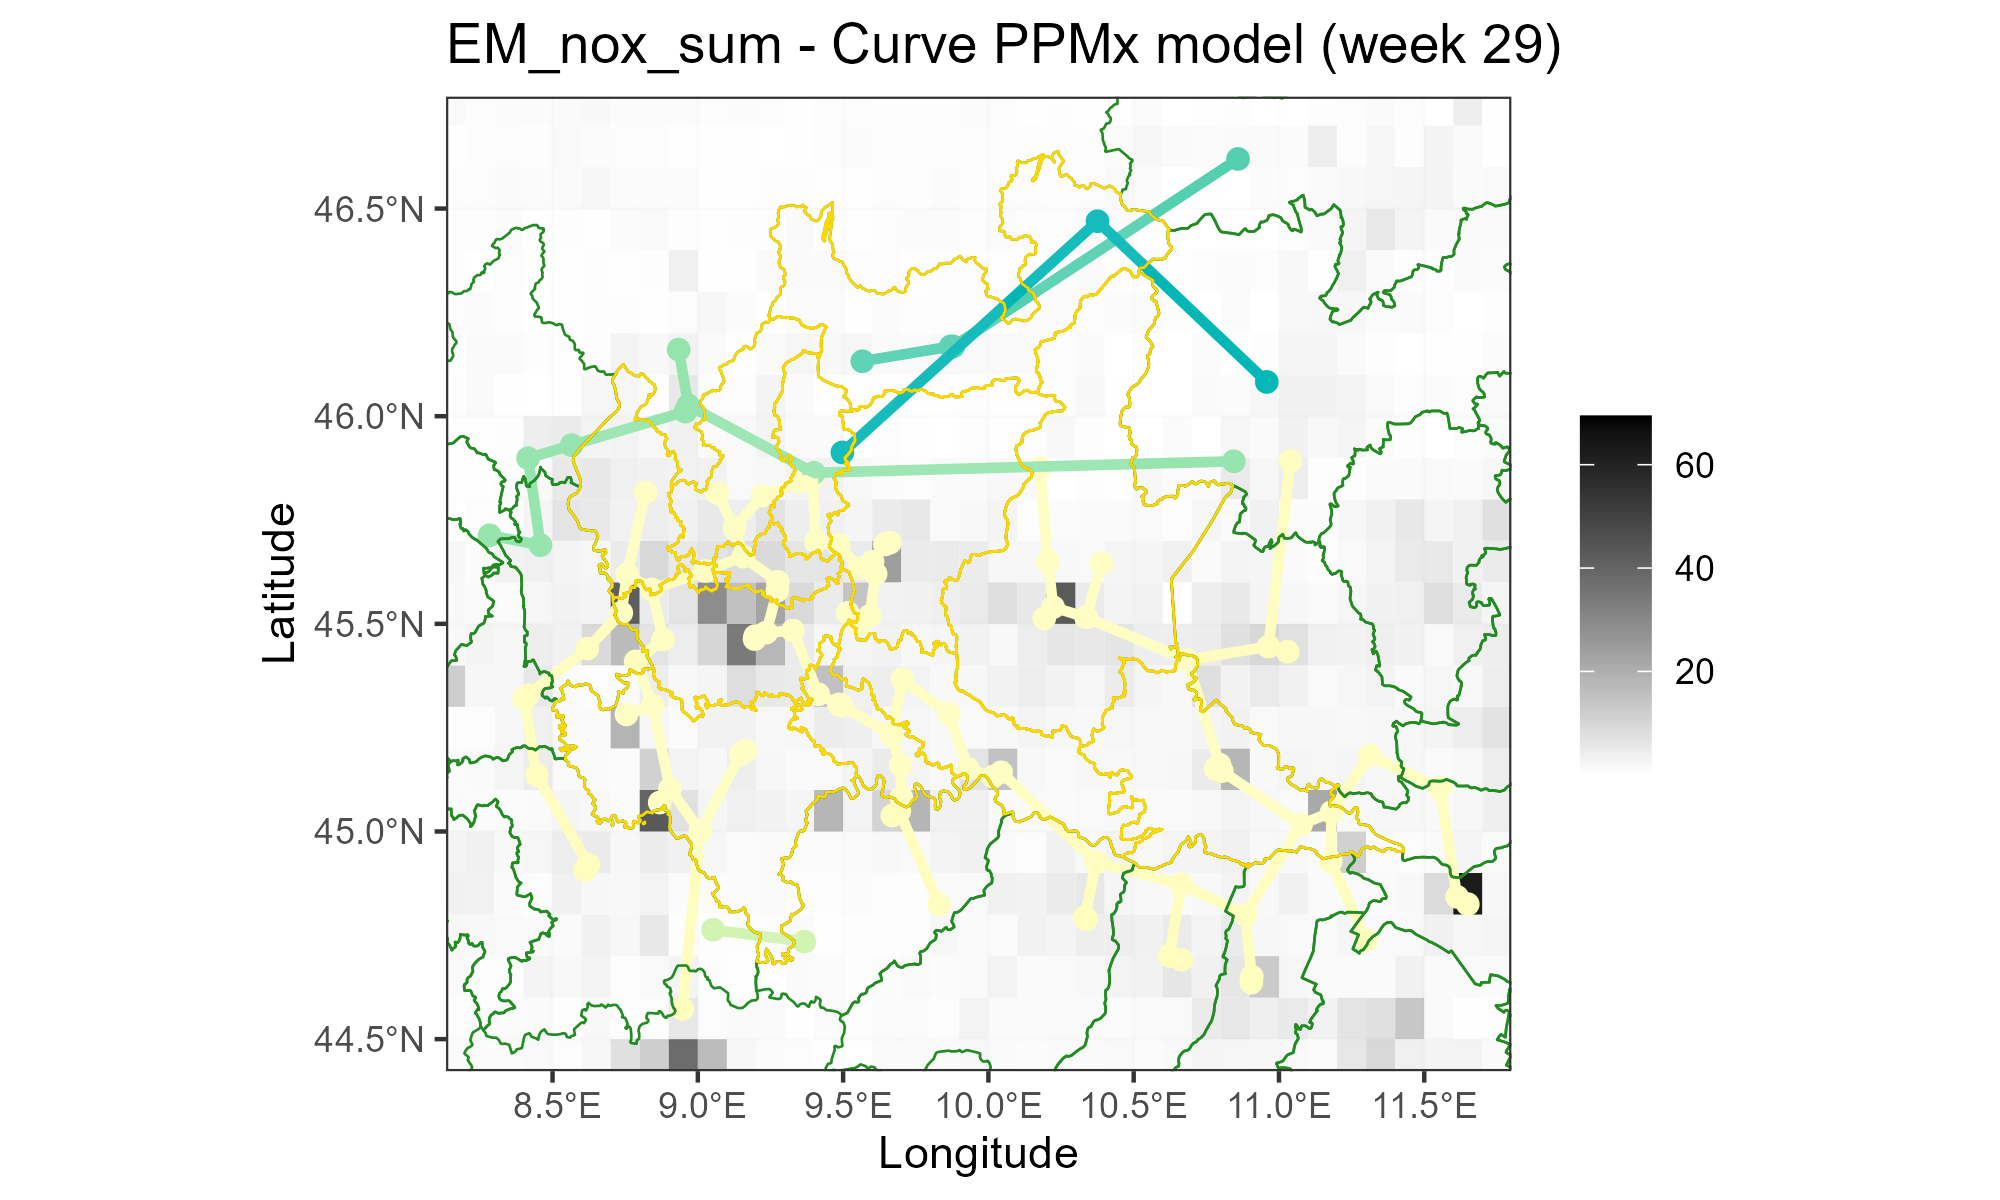 EM_nox_sum - Curve PPMx model (week 29)
46.5°N
46.0°N
45.5°N
45.0°N
44.5°N
Latitude
8.5°E
9.0°E
9.5°E
10.0°E
10.5°E
11.0°E
11.5°E
Longitude
60
40
20